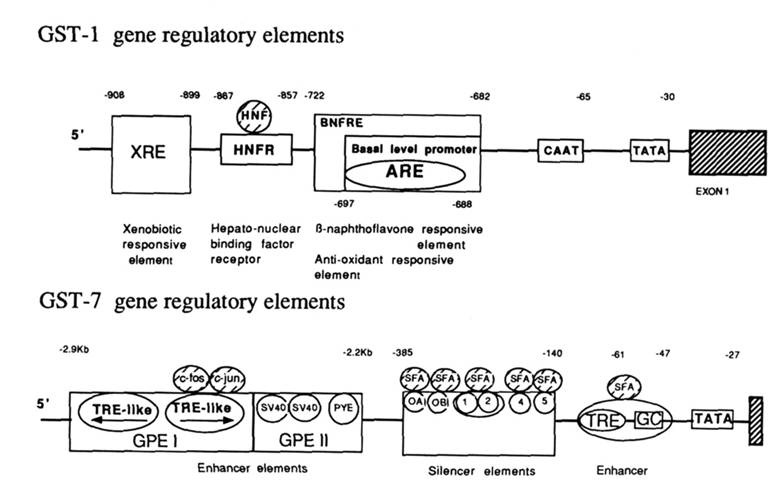 GST-1 gene regulatory elements
-908 -899 -867 -857 -722 -682 -65 -30
HNF
5'
XRE
HNFR
BNFRE
Basal level promoter
ARE
CAAT
TATA
-697 -688
EXON 1
Xenobiotic
responsive
element
Hepato-nuclear
binding factor
receptor
ß-naphthoflavone responsive
element
Anti-oxidant responsive
element
GST-7 gene regulatory elements
-2.9Kb -2.2Kb -385 -140 -61 -47 -27
c-fos c-jun SFA SFA SFA SFA SFA SFA
5'
TRE-like TRE-like SV40 SV40 PYE OAI OBI 1 2 4 5 TRE GC TATA
GPE I GPE II
Enhancer elements Silencer elements Enhancer